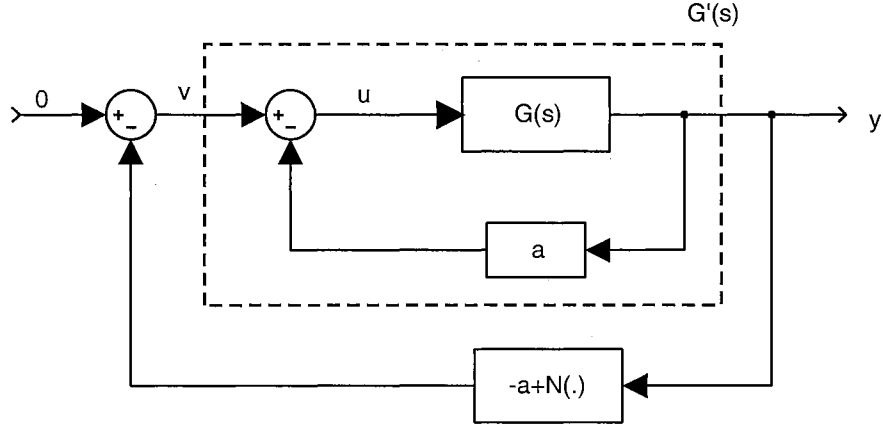 G'(s)
0
+
-
v
+
-
u
G(s)
y
a
-a+N(.)